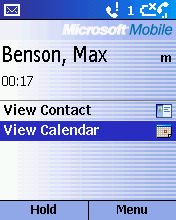 1
Microsoft Mobile
Benson, Max m
00:17
View Contact
View Calendar
Hold Menu